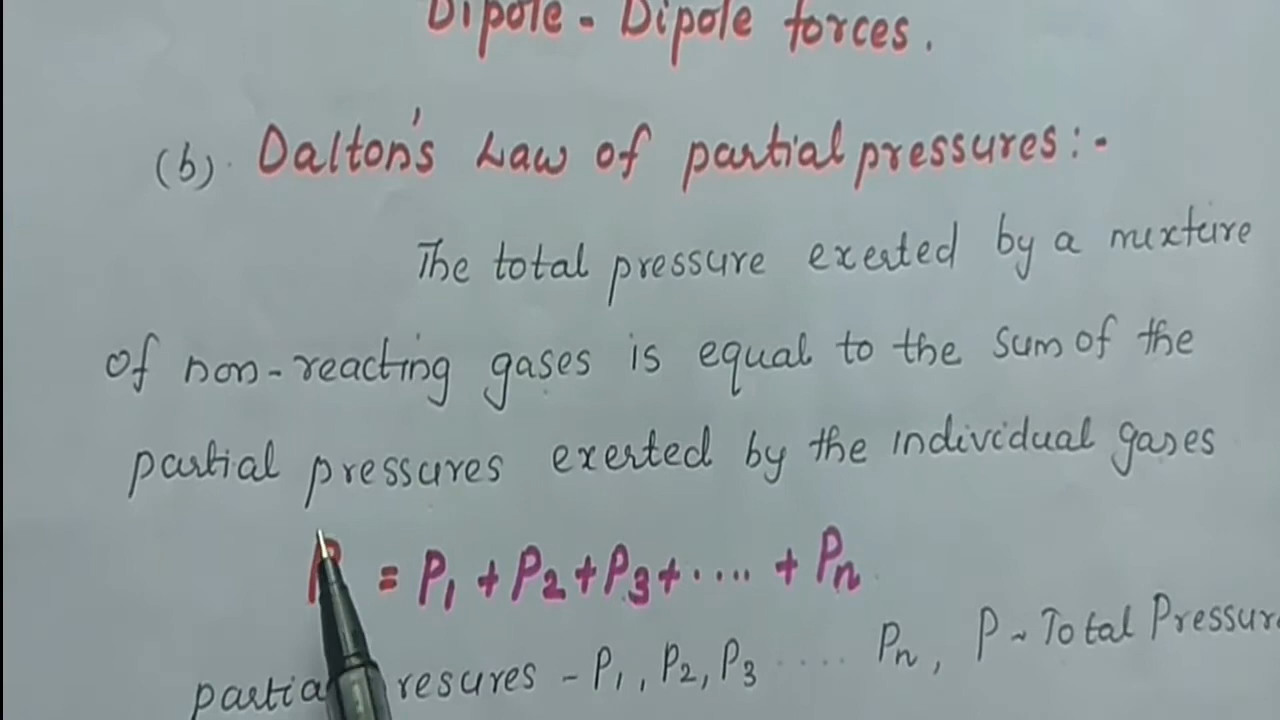 Dipole - Dipole forces.
(b). Dalton's Law of partial pressures:-
The total pressure exerted by a mixture
of non-reacting gases is equal to the sum of the
partial pressures exerted by the individual gases
P = P1 + P2 + P3 + .... + Pn
resures - P1, P2, P3 .... Pn, P ~ Total Pressure